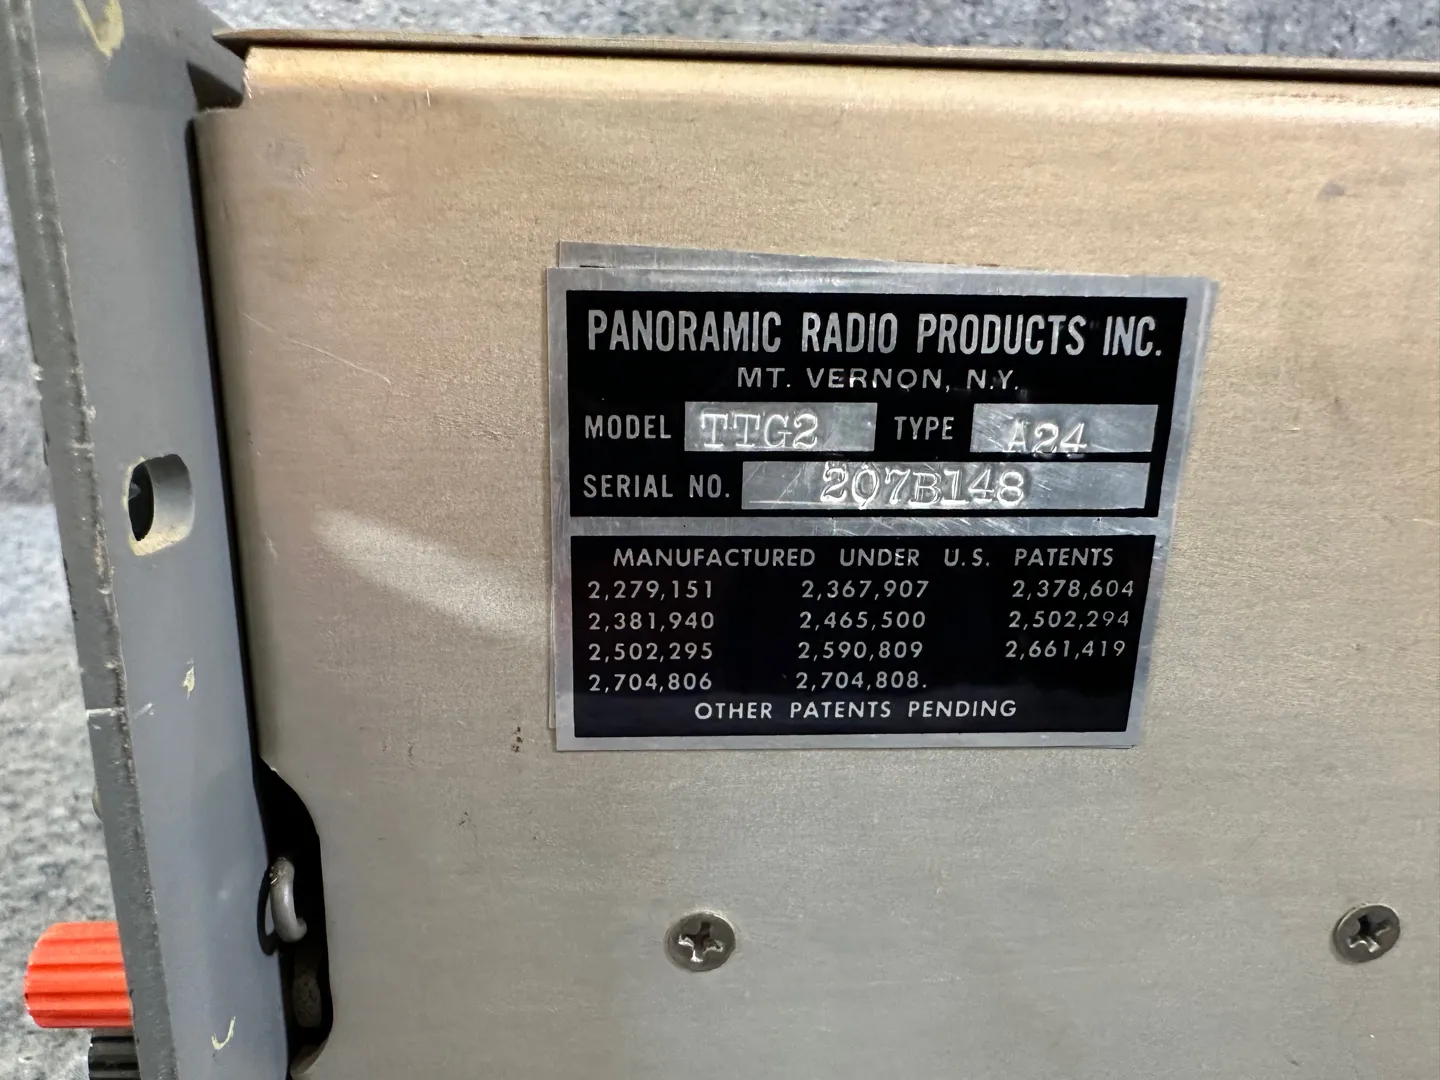 PANORAMIC RADIO PRODUCTS INC.
MT. VERNON, N.Y.
MODEL TTG2 TYPE A24
SERIAL NO. 207B148
MANUFACTURED UNDER U.S. PATENTS
2,279,151 2,367,907 2,378,604
2,381,940 2,465,500 2,502,294
2,502,295 2,590,809 2,661,419
2,704,806 2,704,808.
OTHER PATENTS PENDING